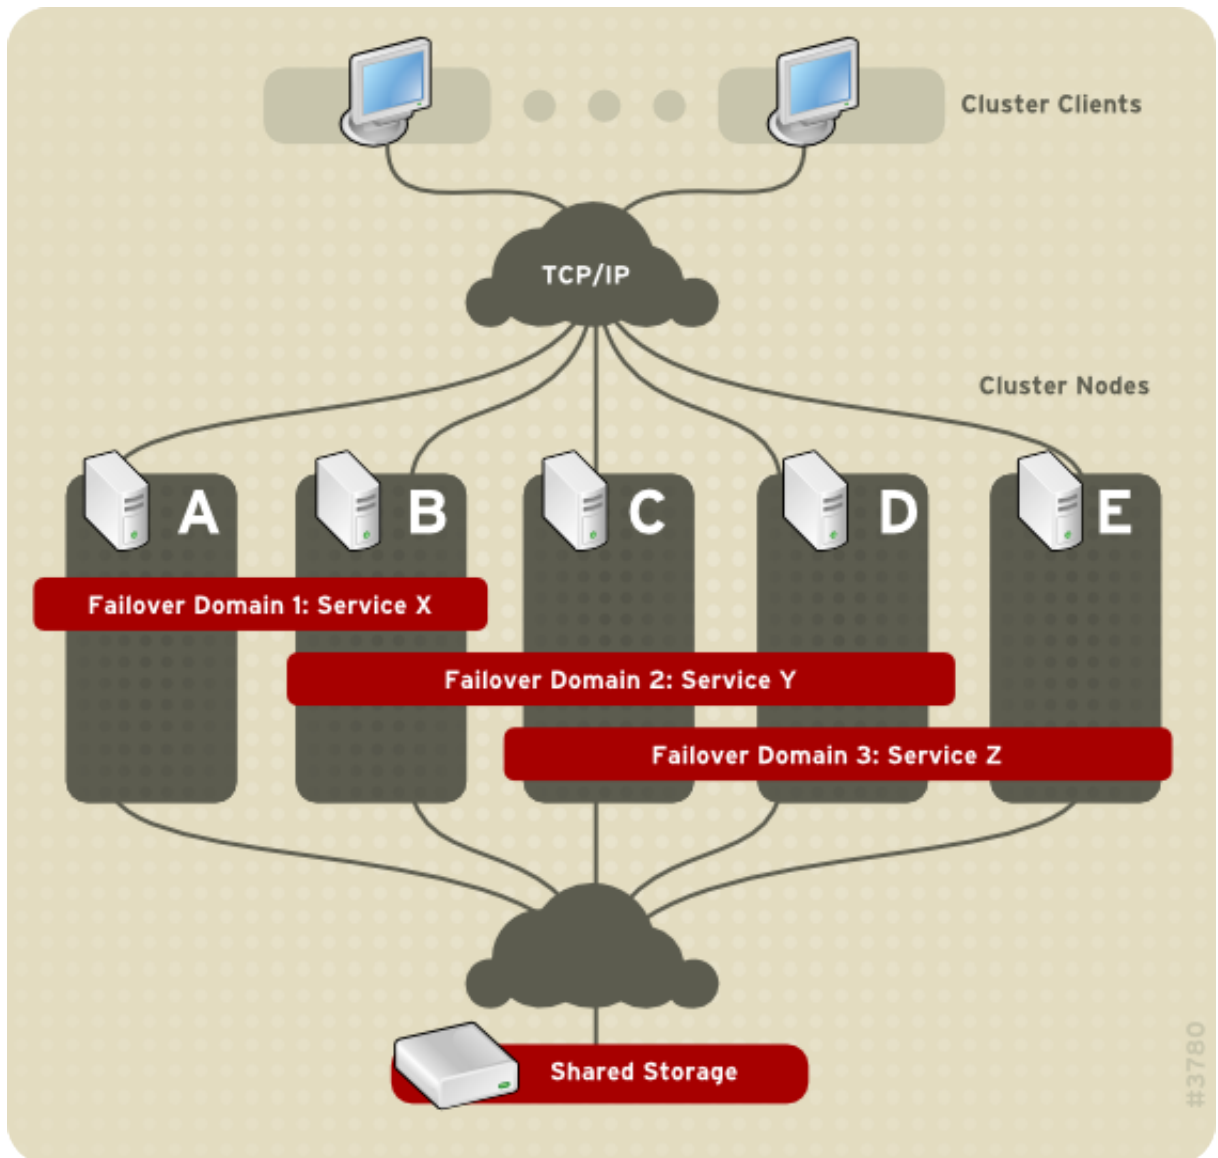 Cluster Clients
TCP/IP
Cluster Nodes
A
B
C
D
E
Failover Domain 1: Service X
Failover Domain 2: Service Y
Failover Domain 3: Service Z
Shared Storage
#3780